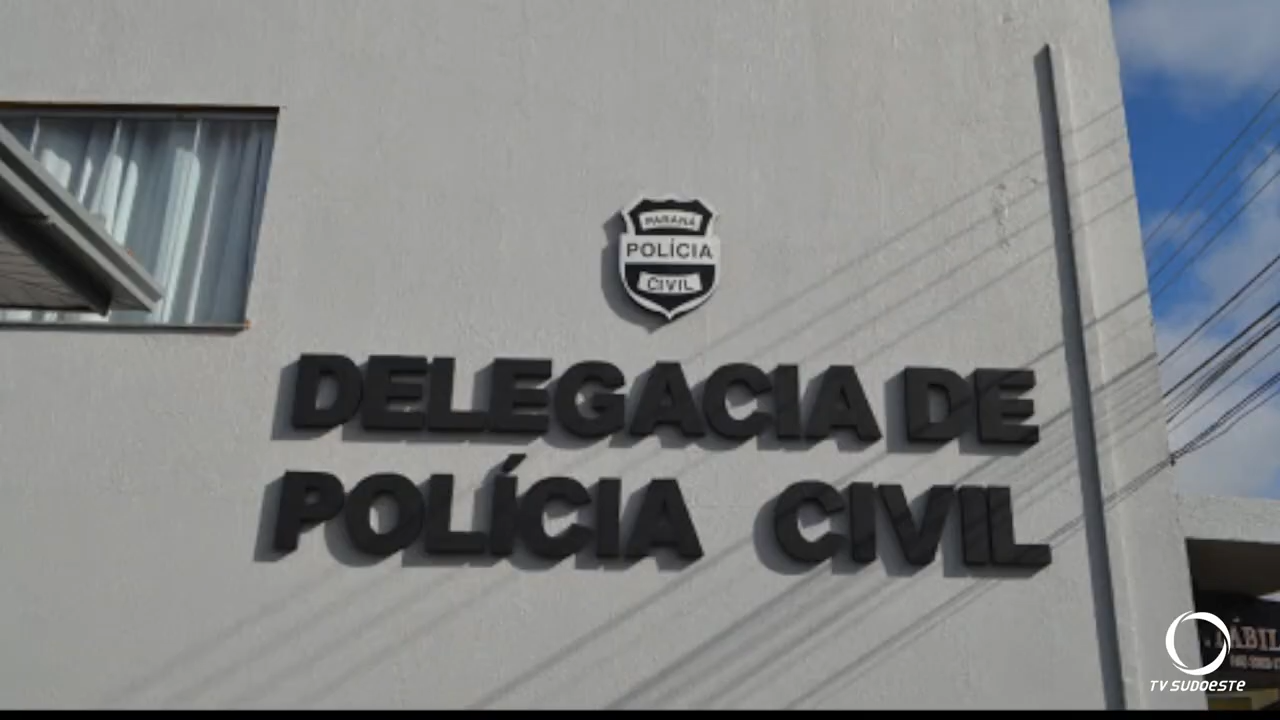 PARANÁ
POLÍCIA
CIVIL
DELEGACIA DE
POLÍCIA CIVIL
TV SUDOESTE